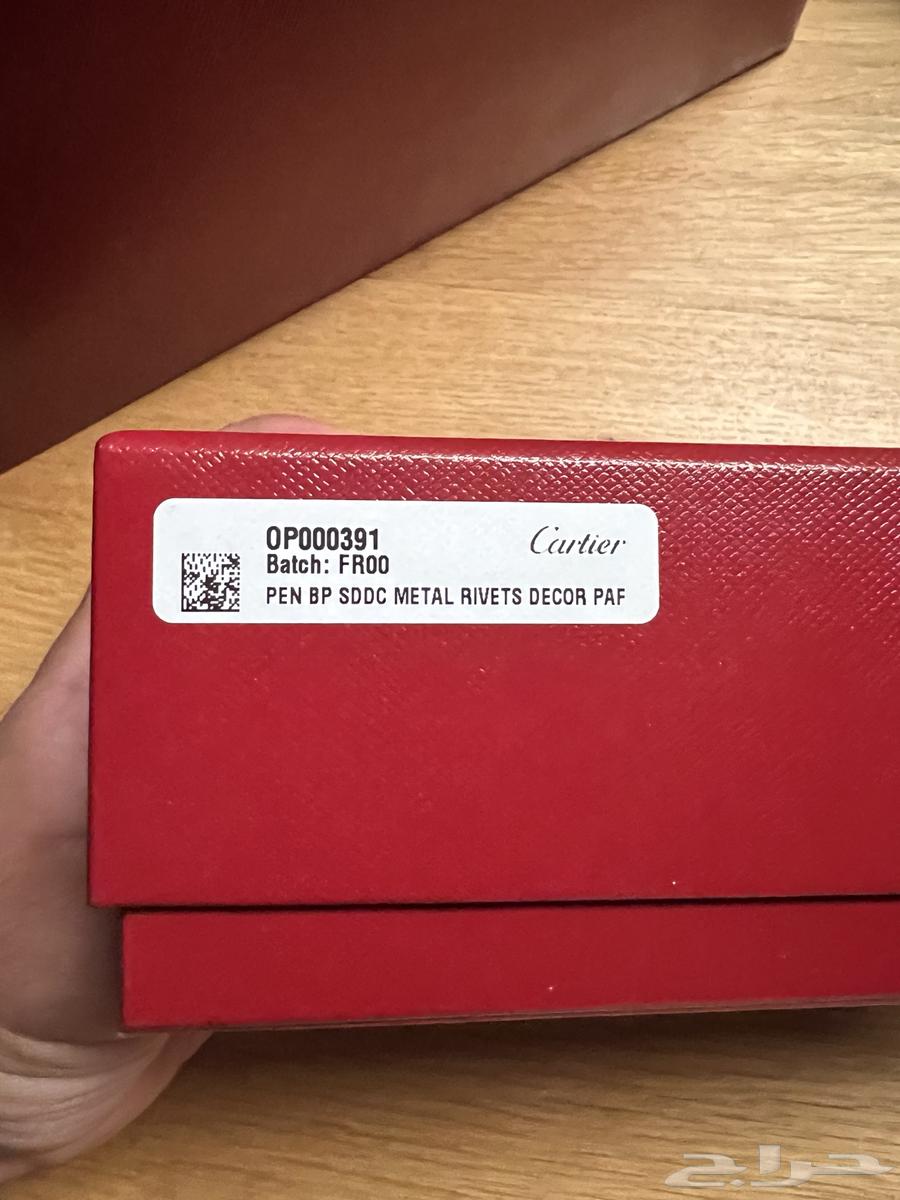 OP000391
Cartier
Batch: FR00
PEN BP SDDC METAL RIVETS DECOR PAF
حراج